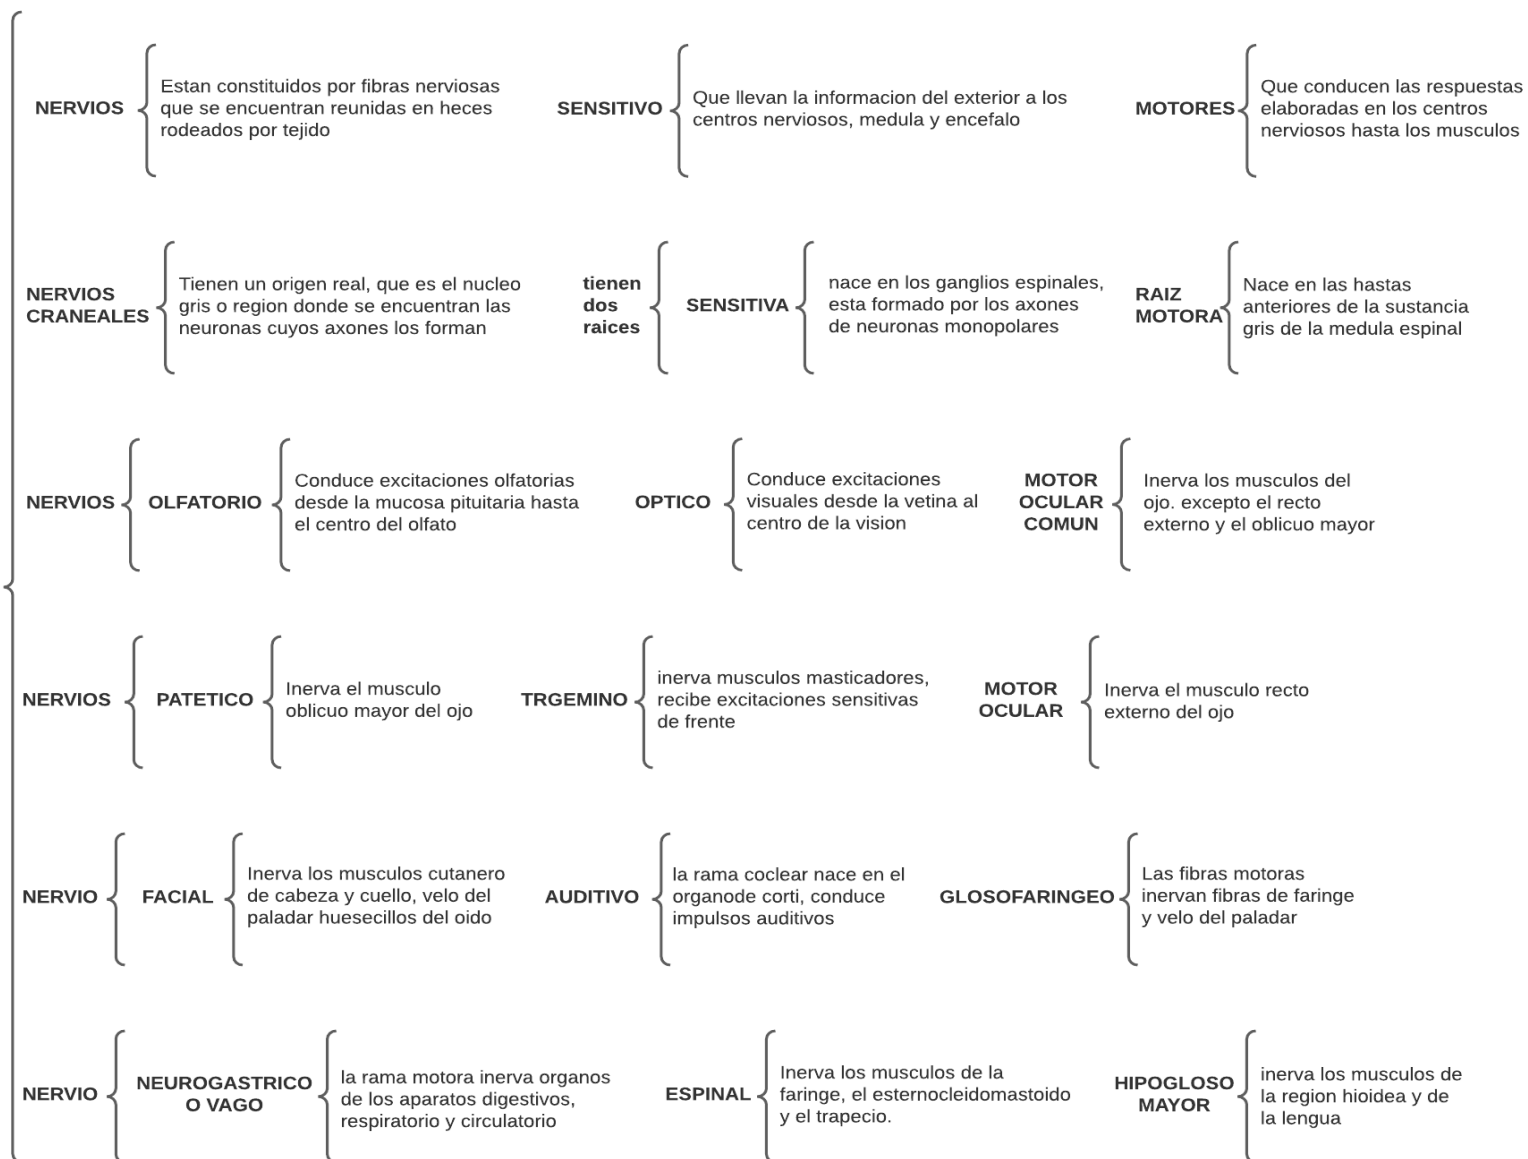 NERVIOS
Estan constituidos por fibras nerviosas
que se encuentran reunidas en heces
rodeados por tejido
SENSITIVO
Que llevan la informacion del exterior a los
centros nerviosos, medula y encefalo
MOTORES
Que conducen las respuestas
elaboradas en los centros
nerviosos hasta los musculos
NERVIOS
CRANEALES
Tienen un origen real, que es el nucleo
gris o region donde se encuentran las
neuronas cuyos axones los forman
tienen
dos
raices
SENSITIVA
nace en los ganglios espinales,
esta formado por los axones
de neuronas monopolares
RAIZ
MOTORA
Nace en las hastas
anteriores de la sustancia
gris de la medula espinal
NERVIOS
OLFATORIO
Conduce excitaciones olfatorias
desde la mucosa pituitaria hasta
el centro del olfato
OPTICO
Conduce excitaciones
visuales desde la vetina al
centro de la vision
MOTOR
OCULAR
COMUN
Inerva los musculos del
ojo. excepto el recto
externo y el oblicuo mayor
NERVIOS
PATETICO
Inerva el musculo
oblicuo mayor del ojo
TRGEMINO
inerva musculos masticadores,
recibe excitaciones sensitivas
de frente
MOTOR
OCULAR
Inerva el musculo recto
externo del ojo
NERVIO
FACIAL
Inerva los musculos cutanero
de cabeza y cuello, velo del
paladar huesecillos del oido
AUDITIVO
la rama coclear nace en el
organode corti, conduce
impulsos auditivos
GLOSOFARINGEO
Las fibras motoras
inervan fibras de faringe
y velo del paladar
NERVIO
NEUROGASTRICO
O VAGO
la rama motora inerva organos
de los aparatos digestivos,
respiratorio y circulatorio
ESPINAL
Inerva los musculos de la
faringe, el esternocleidomastoido
y el trapecio.
HIPOGLOSO
MAYOR
inerva los musculos de
la region hioidea y de
la lengua